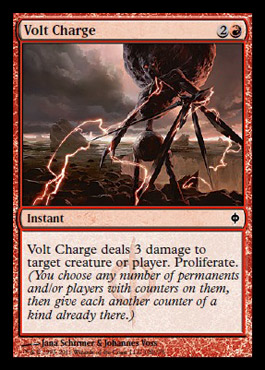 Volt Charge 2
Instant
Volt Charge deals 3 damage to
target creature or player. Proliferate.
(You choose any number of permanents
and/or players with counters on them,
then give each another counter of a
kind already there.)
Jana Schirmer & Johannes Voss